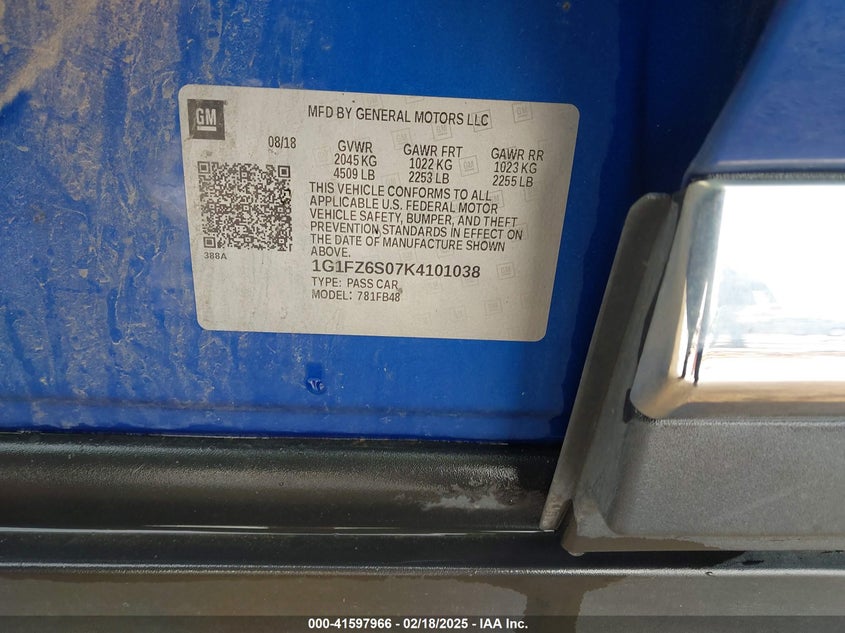 GM
MFD BY GENERAL MOTORS LLC
08/18
GVWR
2045 KG
4509 LB
GAWR FRT
1022 KG
2253 LB
GAWR RR
1023 KG
2255 LB
THIS VEHICLE CONFORMS TO ALL
APPLICABLE U.S. FEDERAL MOTOR
VEHICLE SAFETY, BUMPER, AND THEFT
PREVENTION STANDARDS IN EFFECT ON
THE DATE OF MANUFACTURE SHOWN
ABOVE.
388A
1G1FZ6S07K4101038
TYPE: PASS CAR
MODEL: 781FB48
000-41597966 - 02/18/2025 - IAA Inc.